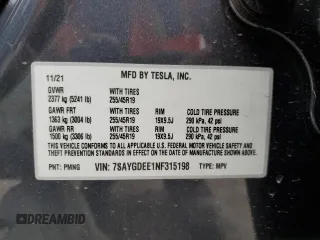 MFD BY TESLA, INC.
11/21
GVWR WITH TIRES
2377 kg (5241 lb) 255/45R19
GAWR FRT WITH TIRES RIM COLD TIRE PRESSURE
1363 kg (3004 lb) 255/45R19 19X9.5J 290 kPa, 42 psi
GAWR RR WITH TIRES RIM COLD TIRE PRESSURE
1500 kg (3306 lb) 255/45R19 19X9.5J 290 kPa, 42 psi
THIS VEHICLE CONFORMS TO ALL APPLICABLE FEDERAL MOTOR VEHICLE
SAFETY AND THEFT PREVENTION STANDARDS IN EFFECT ON THE DATE OF
MANUFACTURE SHOWN ABOVE.
PNT: PMNG VIN: 7SAYGDEE1NF315198 TYPE: MPV
DREAMBID